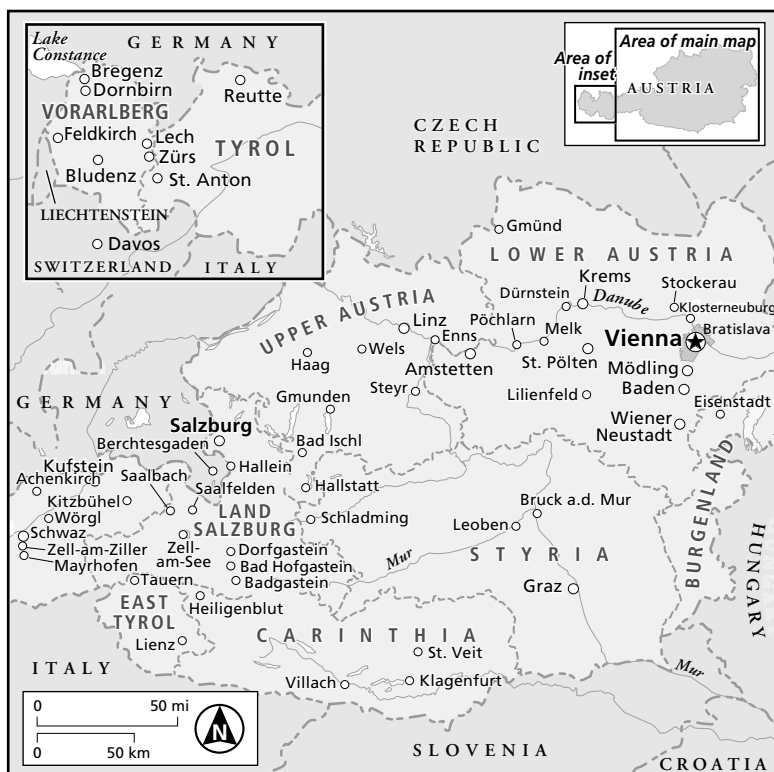 Lake
Constance
GERMANY
Bregenz
Dornbirn
VORARLBERG
Feldkirch
Bludenz
Lech
Zürs
St. Anton
Reutte
TYROL
LIECHTENSTEIN
Davos
SWITZERLAND
ITALY
Area of
inset
Area of main map
AUSTRIA
CZECH
REPUBLIC
Gmünd
LOWER AUSTRIA
Krems
Dürnstein
Danube
Stockerau
Klosterneuburg
Bratislava
Vienna
UPPER AUSTRIA
Linz
Enns
Pöchlarn
Melk
Wels
Haag
Amstetten
St. Pölten
Mödling
Baden
Steyr
Lilienfeld
Eisenstadt
Gmunden
Wiener
Neustadt
GERMANY
Salzburg
Berchtesgaden
Bad Ischl
Hallein
Kufstein
Achenkirch
Saalbach
Saalfelden
Hallstatt
Kitzbühel
LAND
SALZBURG
Bruck a.d. Mur
Wörgl
Schladming
Leoben
Schwaz
Zell-am-Ziller
Mayrhofen
Zell-
am-See
Dorfgastein
Bad Hofgastein
Badgastein
Mur
STYRIA
BURGENLAND
HUNGARY
Tauern
Graz
EAST
TYROL
Heiligenblut
Lienz
CARINTHIA
St. Veit
ITALY
Villach
Klagenfurt
Mur
0 50 mi
0 50 km
N
SLOVENIA
CROATIA